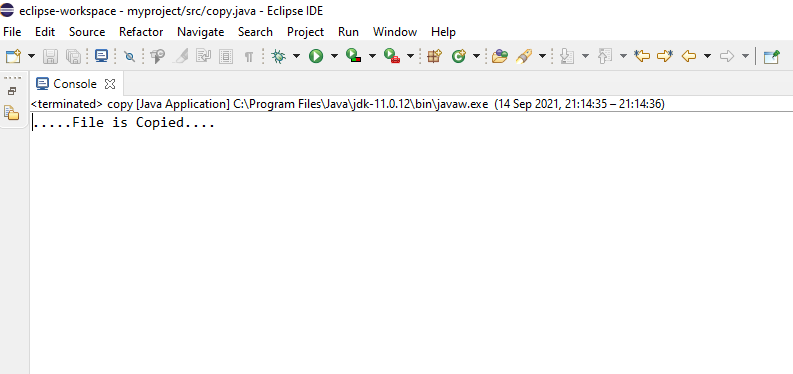 eclipse-workspace - myproject/src/copy.java - Eclipse IDE
File Edit Source Refactor Navigate Search Project Run Window Help
Console
<terminated> copy [Java Application] C:\Program Files\Java\jdk-11.0.12\bin\javaw.exe (14 Sep 2021, 21:14:35 – 21:14:36)
.....File is Copied....